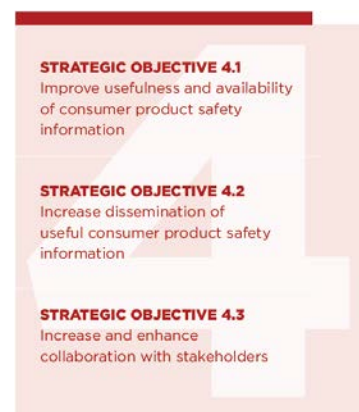 STRATEGIC OBJECTIVE 4.1
Improve usefulness and availability
of consumer product safety
information
STRATEGIC OBJECTIVE 4.2
Increase dissemination of
useful consumer product safety
information
STRATEGIC OBJECTIVE 4.3
Increase and enhance
collaboration with stakeholders
4